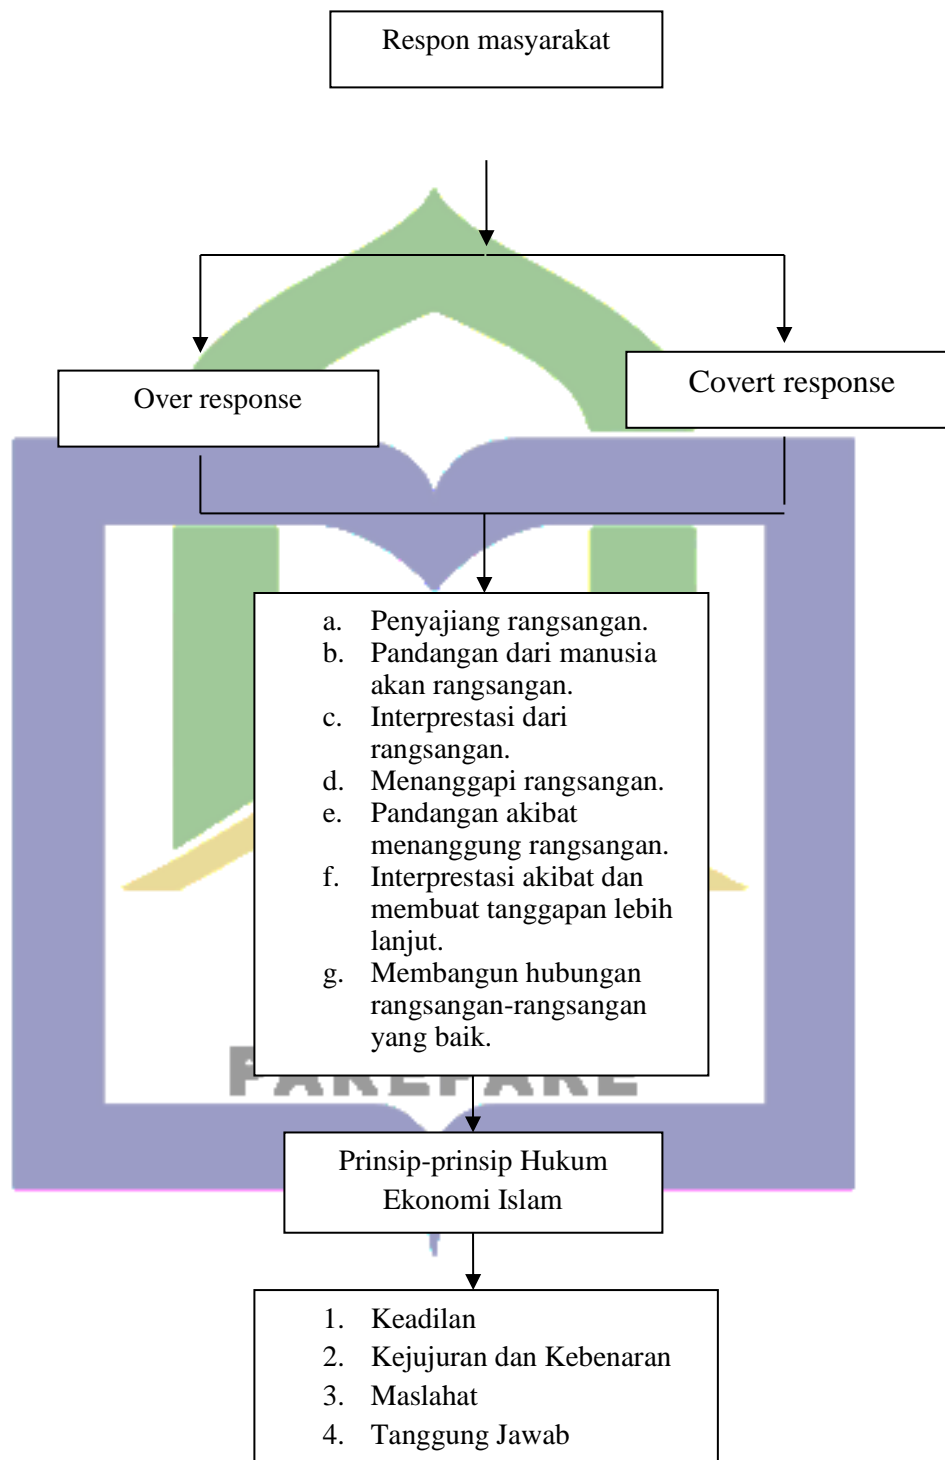 Respon masyarakat
Over response
Covert response
a. Penyajiang rangsangan.
b. Pandangan dari manusia
akan rangsangan.
c. Interprestasi dari
rangsangan.
d. Menanggapi rangsangan.
e. Pandangan akibat
menanggung rangsangan.
f. Interprestasi akibat dan
membuat tanggapan lebih
lanjut.
g. Membangun hubungan
rangsangan-rangsangan
yang baik.
PAREPARE
Prinsip-prinsip Hukum
Ekonomi Islam
1. Keadilan
2. Kejujuran dan Kebenaran
3. Maslahat
4. Tanggung Jawab